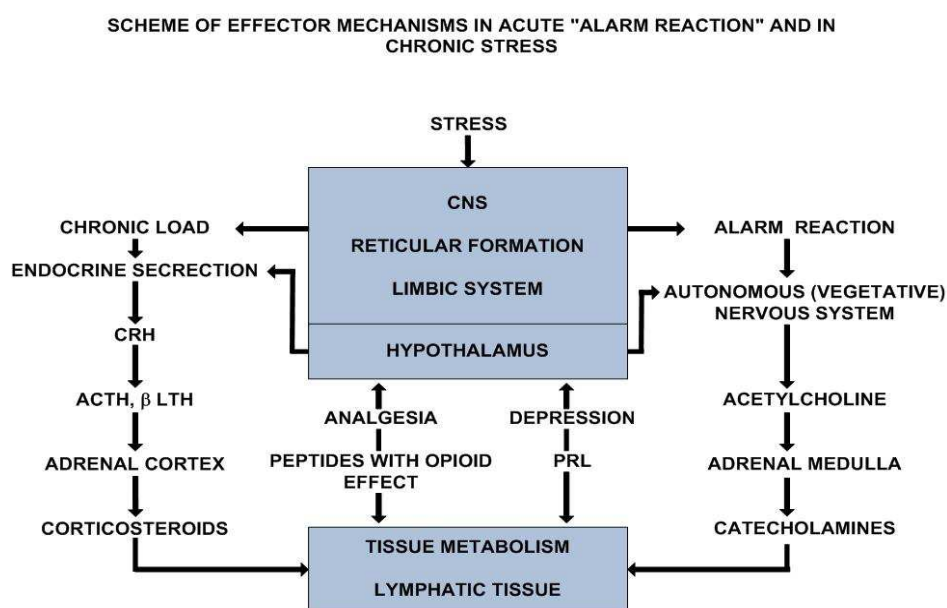 SCHEME OF EFFECTOR MECHANISMS IN ACUTE "ALARM REACTION" AND IN
CHRONIC STRESS
STRESS
CNS
RETICULAR FORMATION
LIMBIC SYSTEM
HYPOTHALAMUS
CHRONIC LOAD
ENDOCRINE SECRECTION
CRH
ACTH, β LTH
ADRENAL CORTEX
CORTICOSTEROIDS
ANALGESIA
PEPTIDES WITH OPIOID
EFFECT
DEPRESSION
PRL
ALARM REACTION
AUTONOMOUS (VEGETATIVE)
NERVOUS SYSTEM
ACETYLCHOLINE
ADRENAL MEDULLA
CATECHOLAMINES
TISSUE METABOLISM
LYMPHATIC TISSUE